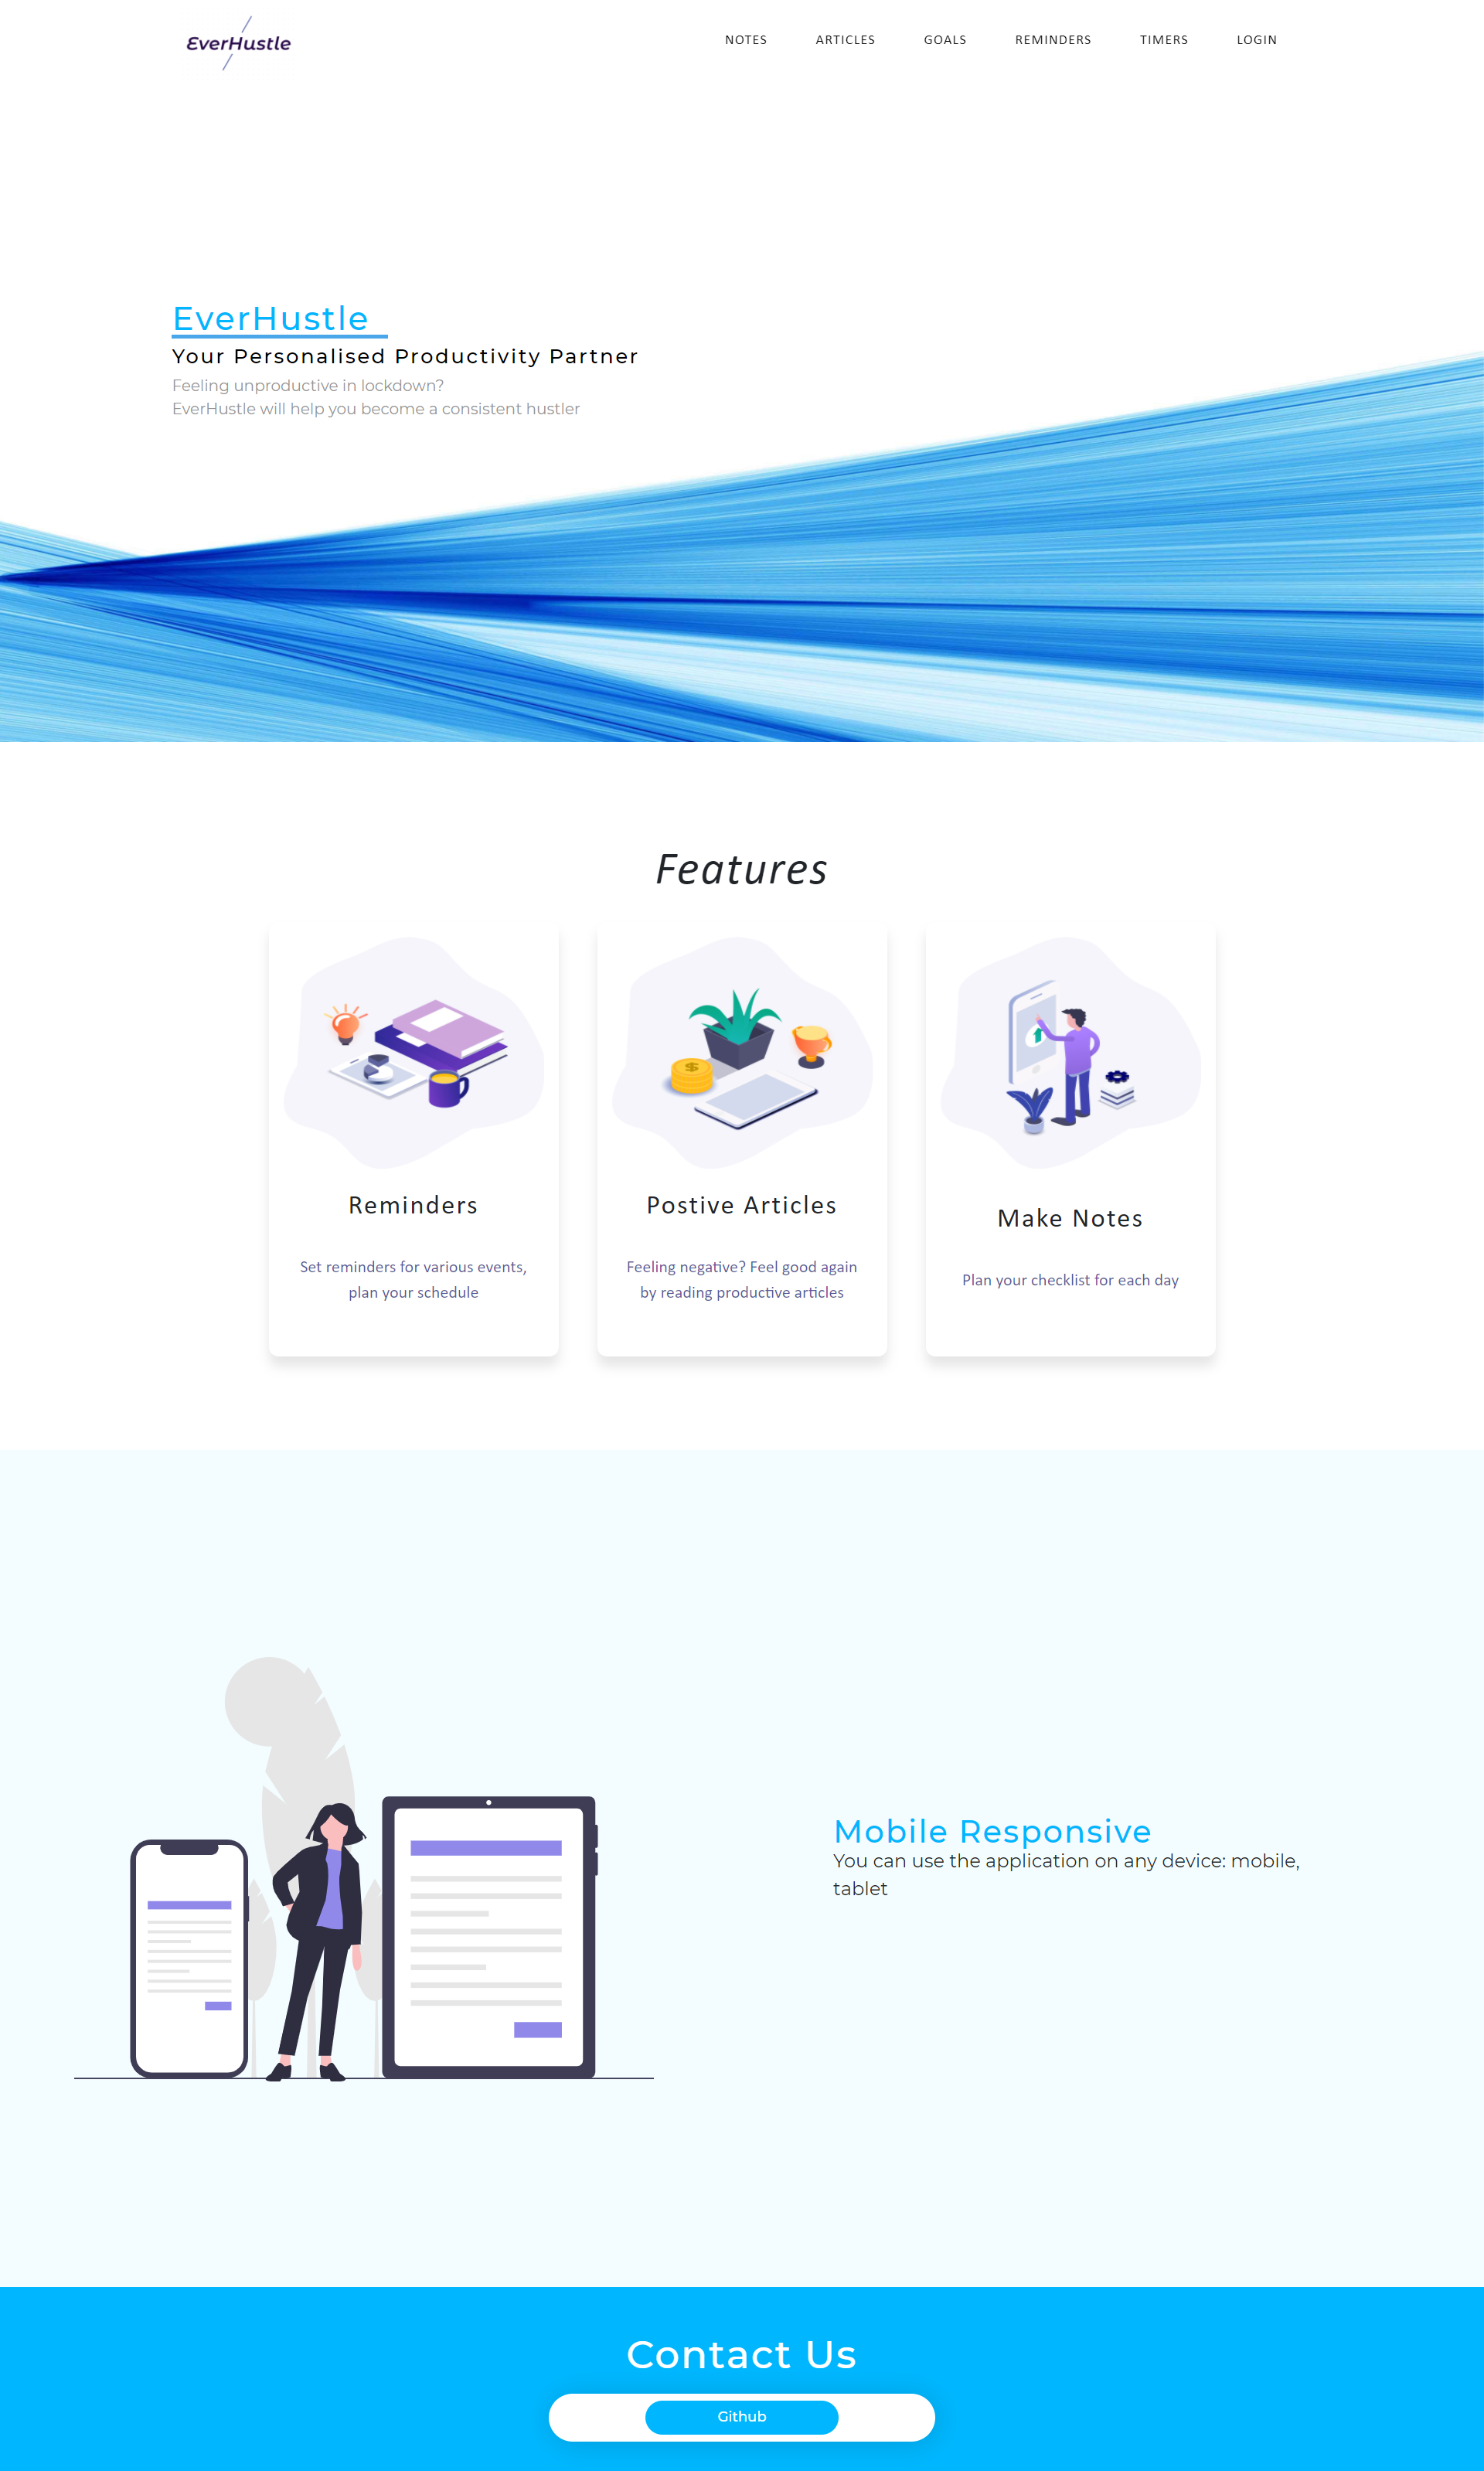 EverHustle
NOTES
ARTICLES
GOALS
REMINDERS
TIMERS
LOGIN
EverHustle
Your Personalised Productivity Partner
Feeling unproductive in lockdown?
EverHustle will help you become a consistent hustler
Features
Reminders
Set reminders for various events,
plan your schedule
Postive Articles
Feeling negative? Feel good again
by reading productive articles
Make Notes
Plan your checklist for each day
Mobile Responsive
You can use the application on any device: mobile,
tablet
Contact Us
Github